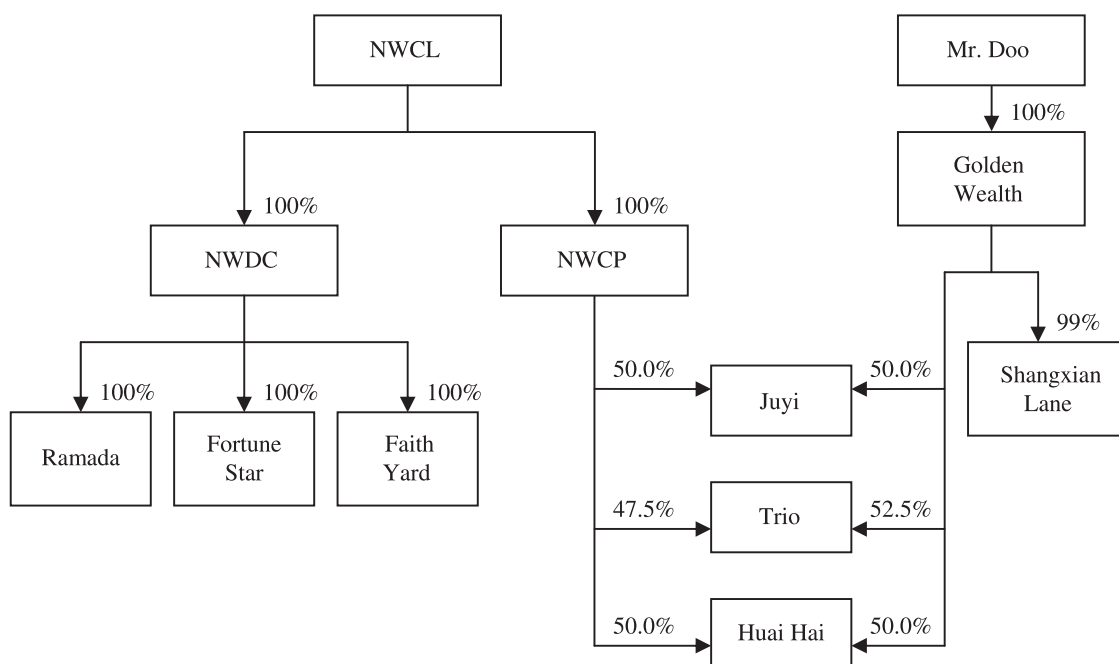 NWCL
Mr. Doo
100%
Golden
Wealth
100%
100%
NWDC
NWCP
99%
Shangxian
Lane
100%
100%
100%
Ramada
Fortune
Star
Faith
Yard
50.0%
Juyi
50.0%
47.5%
Trio
52.5%
50.0%
Huai Hai
50.0%